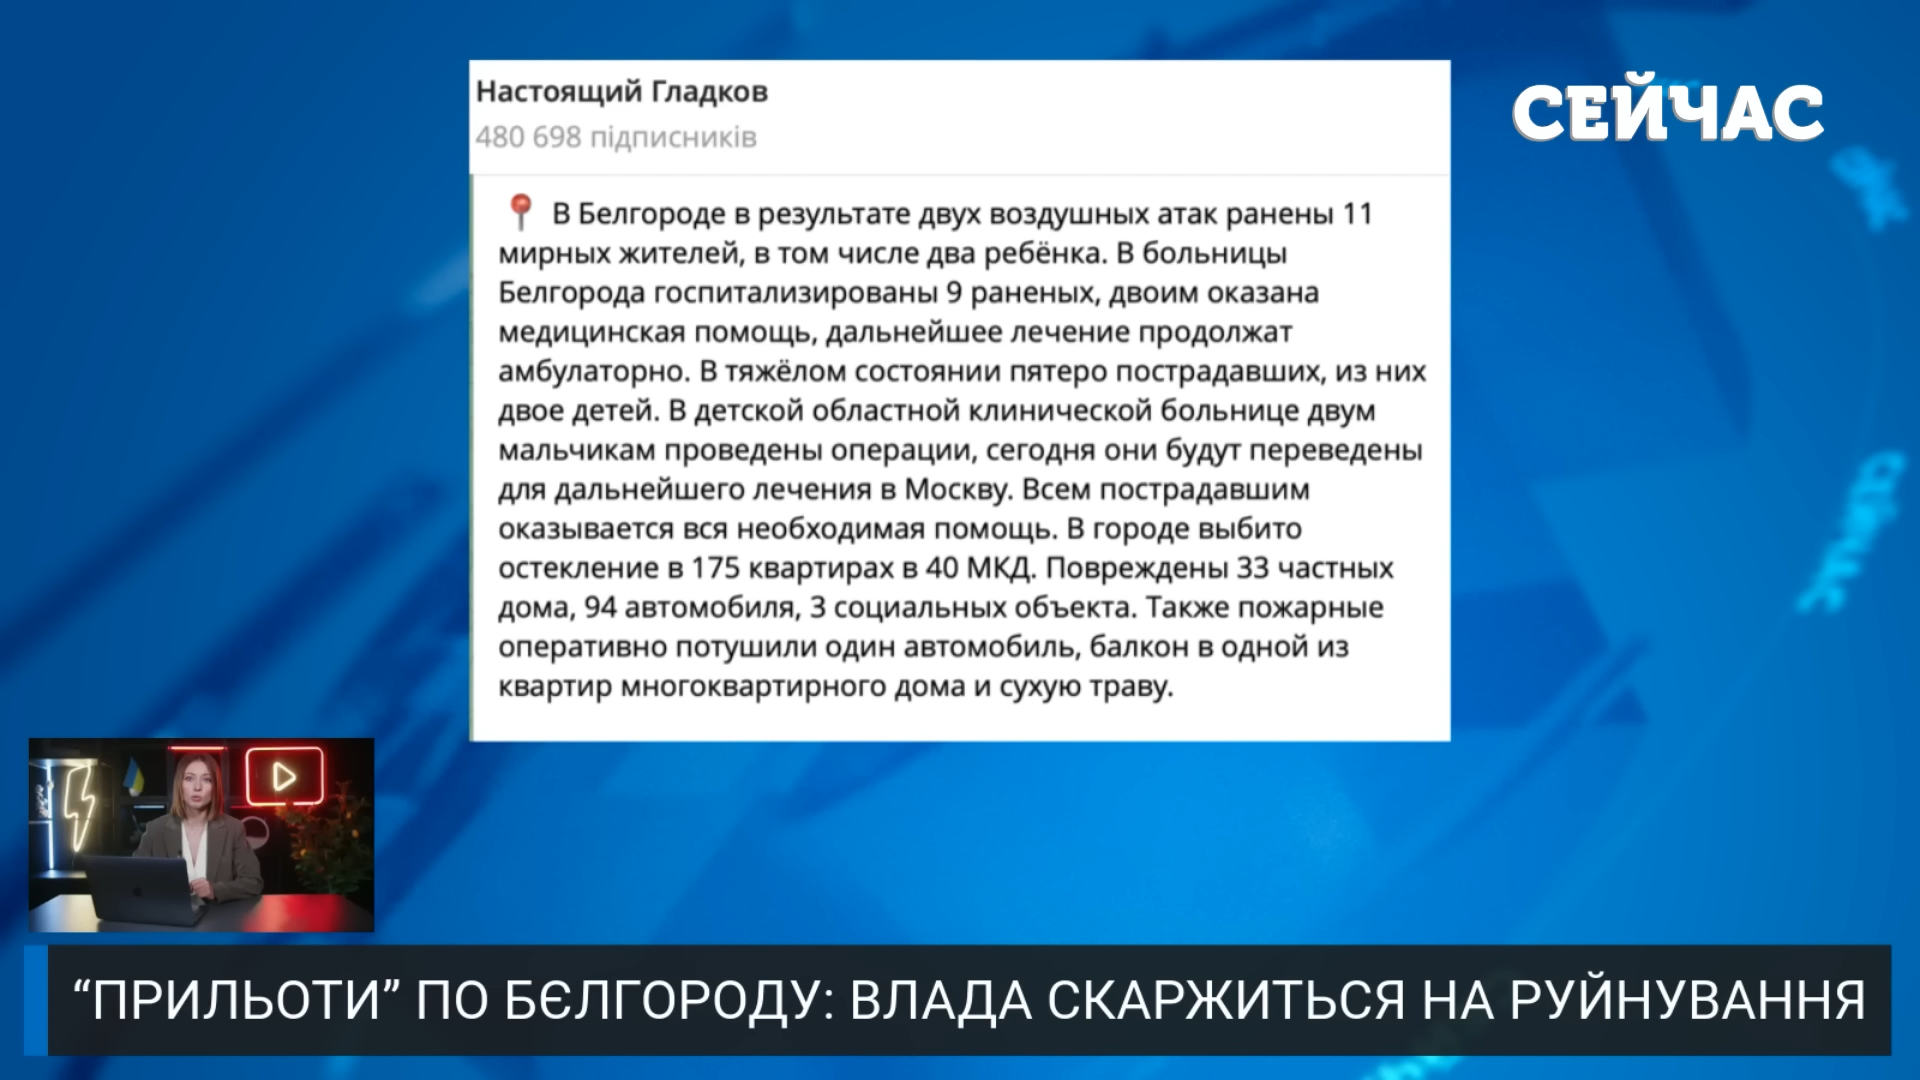 Настоящий Гладков
480 698 підписників
СЕЙЧАС
📍 В Белгороде в результате двух воздушных атак ранены 11
мирных жителей, в том числе два ребёнка. В больницы
Белгорода госпитализированы 9 раненых, двоим оказана
медицинская помощь, дальнейшее лечение продолжат
амбулаторно. В тяжёлом состоянии пятеро пострадавших, из них
двое детей. В детской областной клинической больнице двум
мальчикам проведены операции, сегодня они будут переведены
для дальнейшего лечения в Москву. Всем пострадавшим
оказывается вся необходимая помощь. В городе выбито
остекление в 175 квартирах в 40 МКД. Повреждены 33 частных
дома, 94 автомобиля, 3 социальных объекта. Также пожарные
оперативно потушили один автомобиль, балкон в одной из
квартир многоквартирного дома и сухую траву.
“ПРИЛЬОТИ” ПО БЄЛГОРОДУ: ВЛАДА СКАРЖИТЬСЯ НА РУЙНУВАННЯ